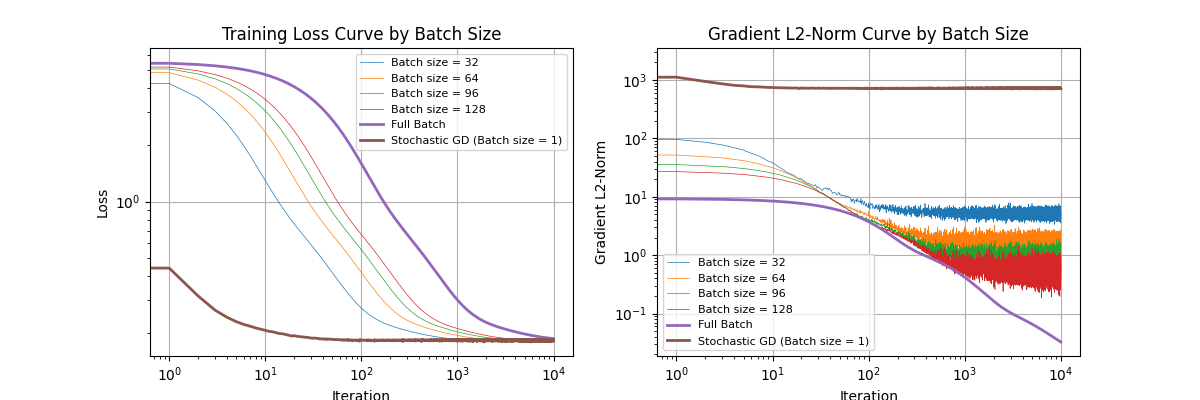 Training Loss Curve by Batch Size
Loss
10⁰
Batch size = 32
Batch size = 64
Batch size = 96
Batch size = 128
Full Batch
Stochastic GD (Batch size = 1)
10⁰ 10¹ 10² 10³ 10⁴
Iteration
Gradient L2-Norm Curve by Batch Size
Gradient L2-Norm
10³
10²
10¹
10⁰
10⁻¹
Batch size = 32
Batch size = 64
Batch size = 96
Batch size = 128
Full Batch
Stochastic GD (Batch size = 1)
10⁰ 10¹ 10² 10³ 10⁴
Iteration